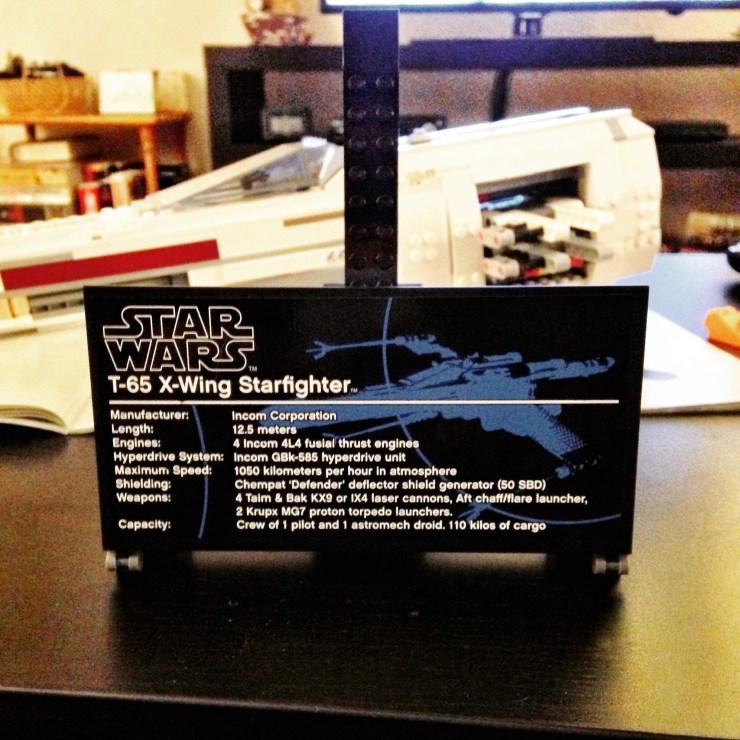 STAR
WARS™
T-65 X-Wing Starfighter™
Manufacturer: Incom Corporation
Length: 12.5 meters
Engines: 4 Incom 4L4 fusial thrust engines
Hyperdrive System: Incom GBk-585 hyperdrive unit
Maximum Speed: 1050 kilometers per hour in atmosphere
Shielding: Chempat 'Defender' deflector shield generator (50 SBD)
Weapons: 4 Taim & Bak KX9 or IX4 laser cannons, Aft chaff/flare launcher,
2 Krupx MG7 proton torpedo launchers.
Capacity: Crew of 1 pilot and 1 astromech droid. 110 kilos of cargo